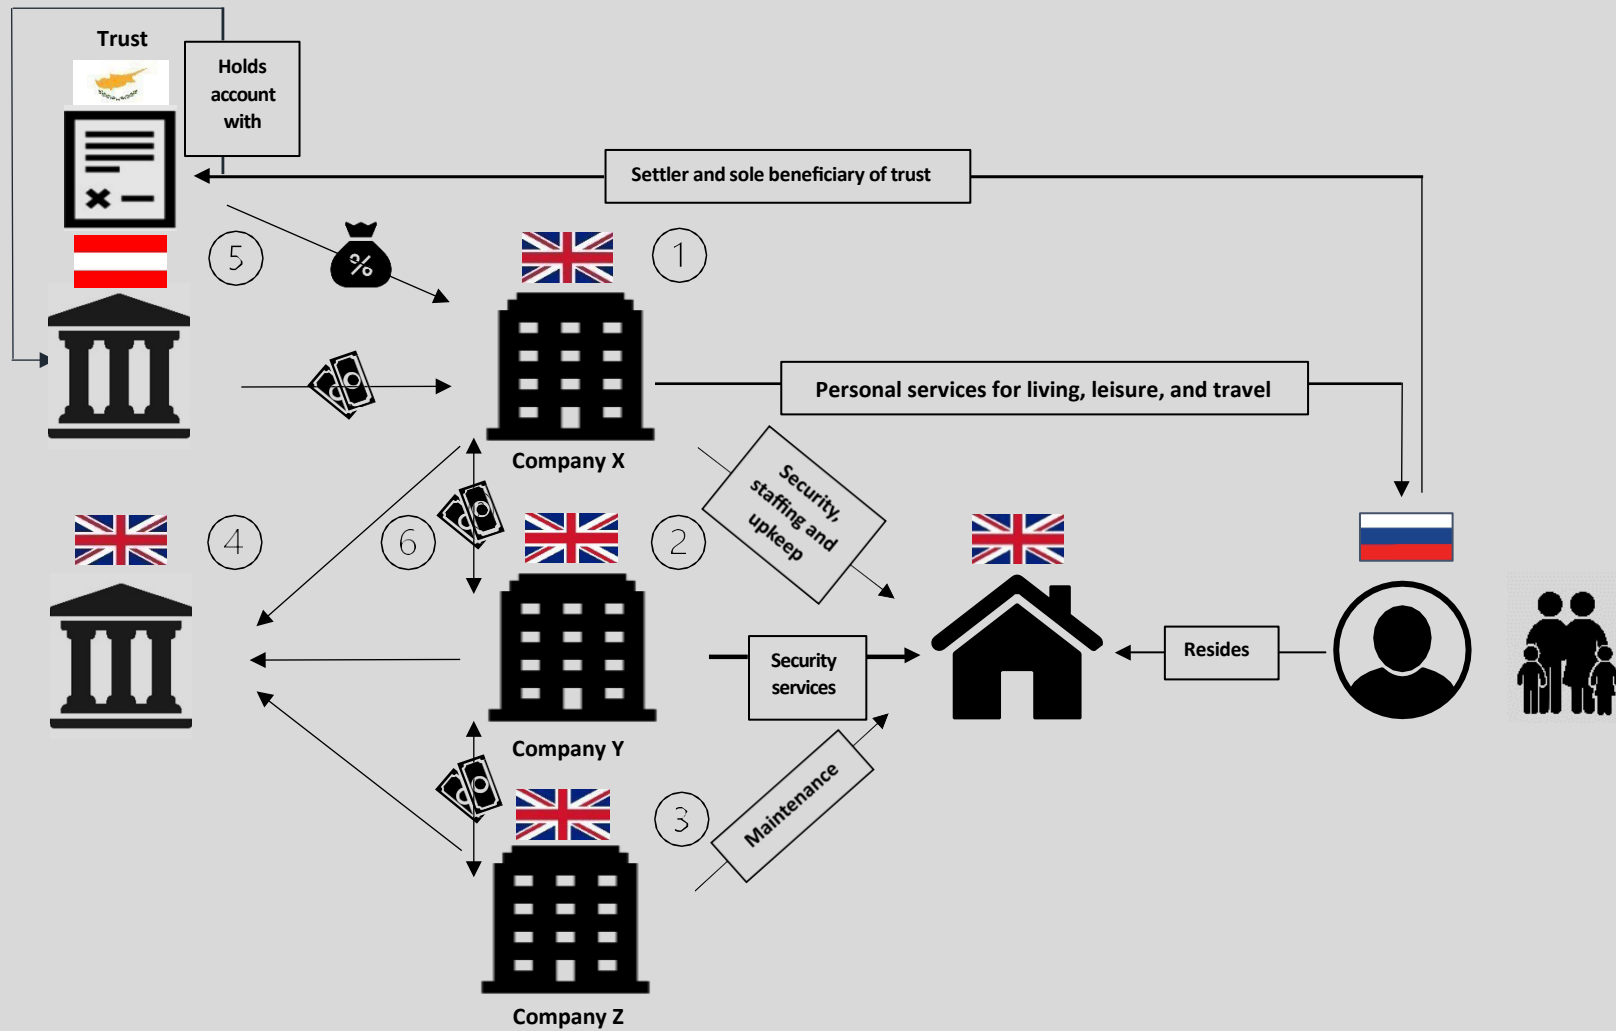 Trust
Holds
account
with
Settler and sole beneficiary of trust
5
%
1
Personal services for living, leisure, and travel
Company X
Security,
staffing and
upkeep
4
6
2
Security
services
Resides
Company Y
3
Maintenance
Company Z